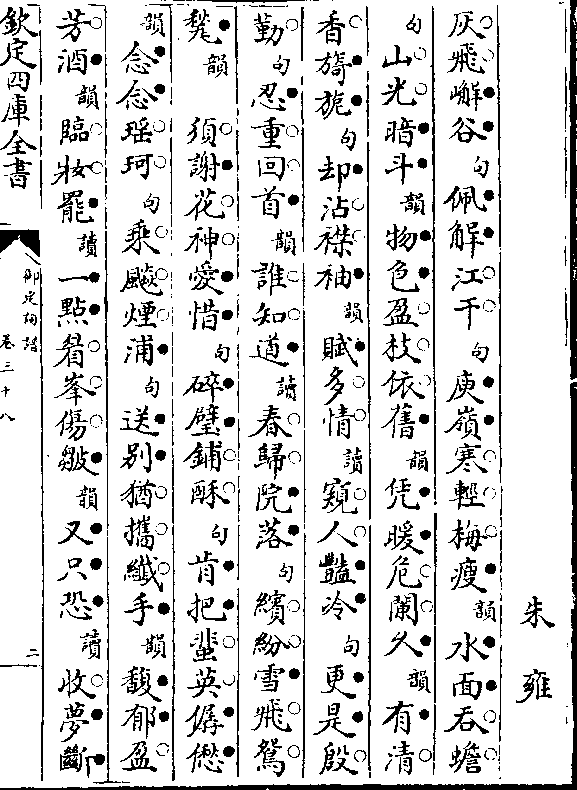 朱雍
灰飛嶰谷句佩解江干句庾嶺寒輕梅瘦韻水面吞蟾
句山光暗斗韻物色盈枝依舊韻凭暖危闌久韻有清
香旖旎句却沾襟袖韻賦多情讀窺人豔冷句更是殷
勤句忍重回首韻誰知道讀春歸院落句繽紛雪飛鴛
甃韻須謝花神愛惜句碎璧鋪酥句肯把蜚英僝僽
韻念念瑶珂句乘飈煙浦句送别猶攜纖手韻馥郁盈
芳酒韻臨妝罷讀一點眉峯傷皺韻又只恐讀收夢斷
欽定四庫全書
御定詞譜
卷三十八
二